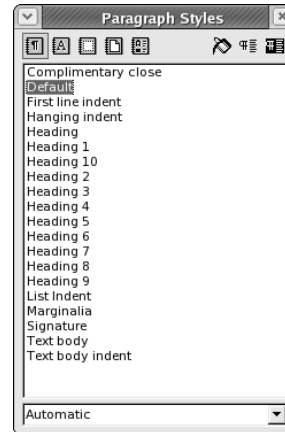 Paragraph Styles
Complimentary close
Default
First line indent
Hanging indent
Heading
Heading 1
Heading 10
Heading 2
Heading 3
Heading 4
Heading 5
Heading 6
Heading 7
Heading 8
Heading 9
List Indent
Marginalia
Signature
Text body
Text body indent
Automatic